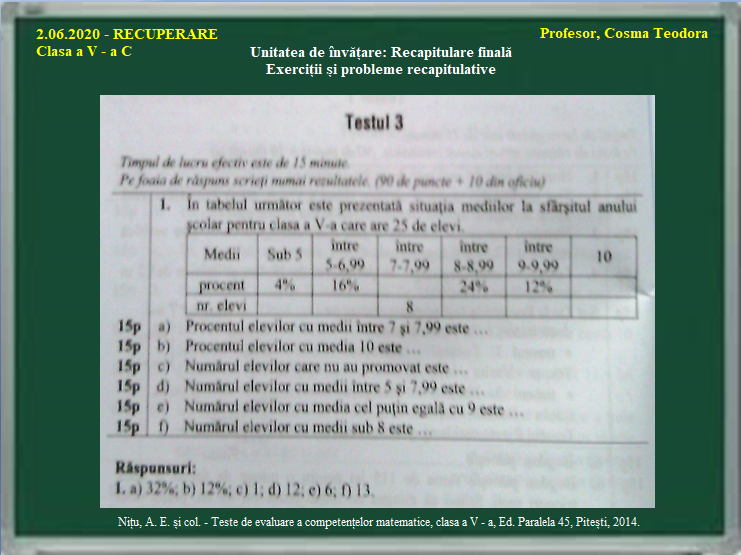 2.06.2020 - RECUPERARE
Clasa a V - a C
Profesor, Cosma Teodora
Unitatea de învățare: Recapitulare finală
Exerciții și probleme recapitulative
Testul 3
Timpul de lucru efectiv este de 15 minute.
Pe foaia de răspuns scrieți numai rezultatele. (90 de puncte + 10 din oficiu)
1. În tabelul următor este prezentată situația mediilor la sfârșitul anului
școlar pentru clasa a V-a care are 25 de elevi.
Medii Sub 5 între 5-6,99 între 7-7,99 între 8-8,99 între 9-9,99 10
procent 4% 16% 24% 12%
nr. elevi 8
15p a) Procentul elevilor cu medii între 7 și 7,99 este …
15p b) Procentul elevilor cu media 10 este …
15p c) Numărul elevilor care nu au promovat este …
15p d) Numărul elevilor cu medii între 5 și 7,99 este …
15p e) Numărul elevilor cu media cel puțin egală cu 9 este …
15p f) Numărul elevilor cu medii sub 8 este …
Răspunsuri:
1. a) 32%; b) 12%; c) 1; d) 12; e) 6; f) 13.
Nițu, A. E. și col. - Teste de evaluare a competențelor matematice, clasa a V - a, Ed. Paralela 45, Pitești, 2014.